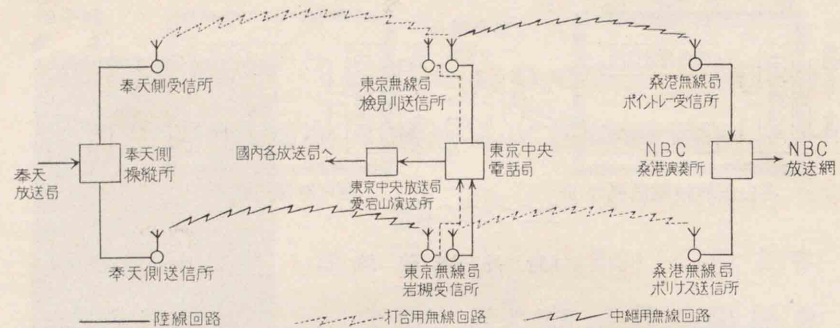 奉天側受信所
東京無線局
検見川送信所
桑港無線局
ポイントレー受信所
奉天
放送局
奉天側
操縦所
國内各放送局へ
東京中央放送局
愛宕山演送所
東京中央
電話局
NBC
桑港演奏所
NBC
放送網
奉天側送信所
東京無線局
岩槻受信所
桑港無線局
ボリナス送信所
陸線回路
打合用無線回路
中継用無線回路